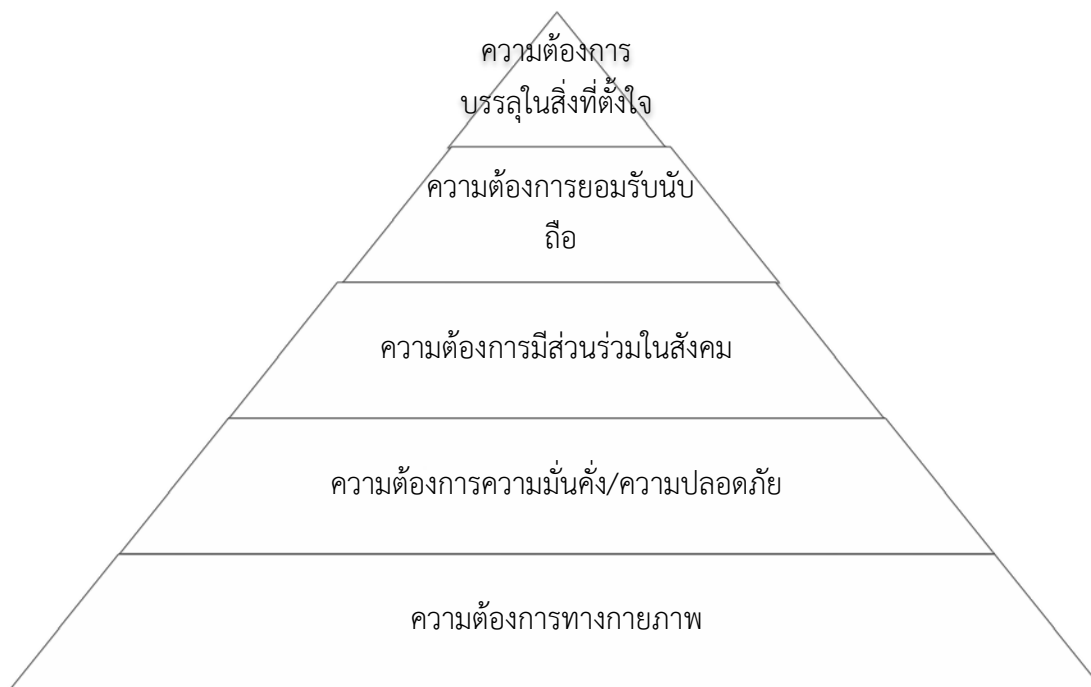 ความต้องการ
บรรลุในสิ่งที่ตั้งใจ
ความต้องการยอมรับนับ
ถือ
ความต้องการมีส่วนร่วมในสังคม
ความต้องการความมั่นคั่ง/ความปลอดภัย
ความต้องการทางกายภาพ